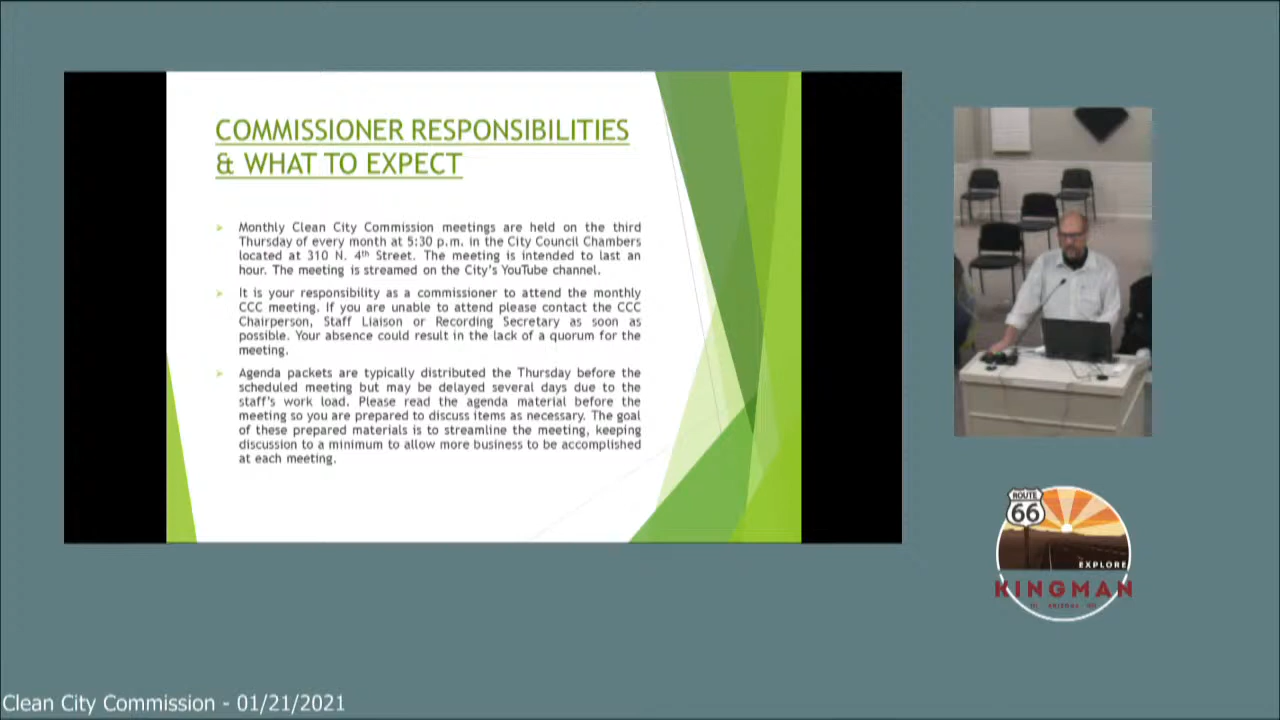 COMMISSIONER RESPONSIBILITIES
& WHAT TO EXPECT
Monthly Clean City Commission meetings are held on the third
Thursday of every month at 5:30 p.m. in the City Council Chambers
located at 310 N. 4th Street. The meeting is intended to last an
hour. The meeting is streamed on the City's YouTube channel.
It is your responsibility as a commissioner to attend the monthly
CCC meeting. If you are unable to attend please contact the CCC
Chairperson, Staff Liaison or Recording Secretary as soon as
possible. Your absence could result in the lack of a quorum for the
meeting.
Agenda packets are typically distributed the Thursday before the
scheduled meeting but may be delayed several days due to the
staff's work load. Please read the agenda material before the
meeting so you are prepared to discuss items as necessary. The goal
of these prepared materials is to streamline the meeting, keeping
discussion to a minimum to allow more business to be accomplished
at each meeting.
ROUTE
66
EXPLORE
KINGMAN
ARIZONA
Clean City Commission - 01/21/2021